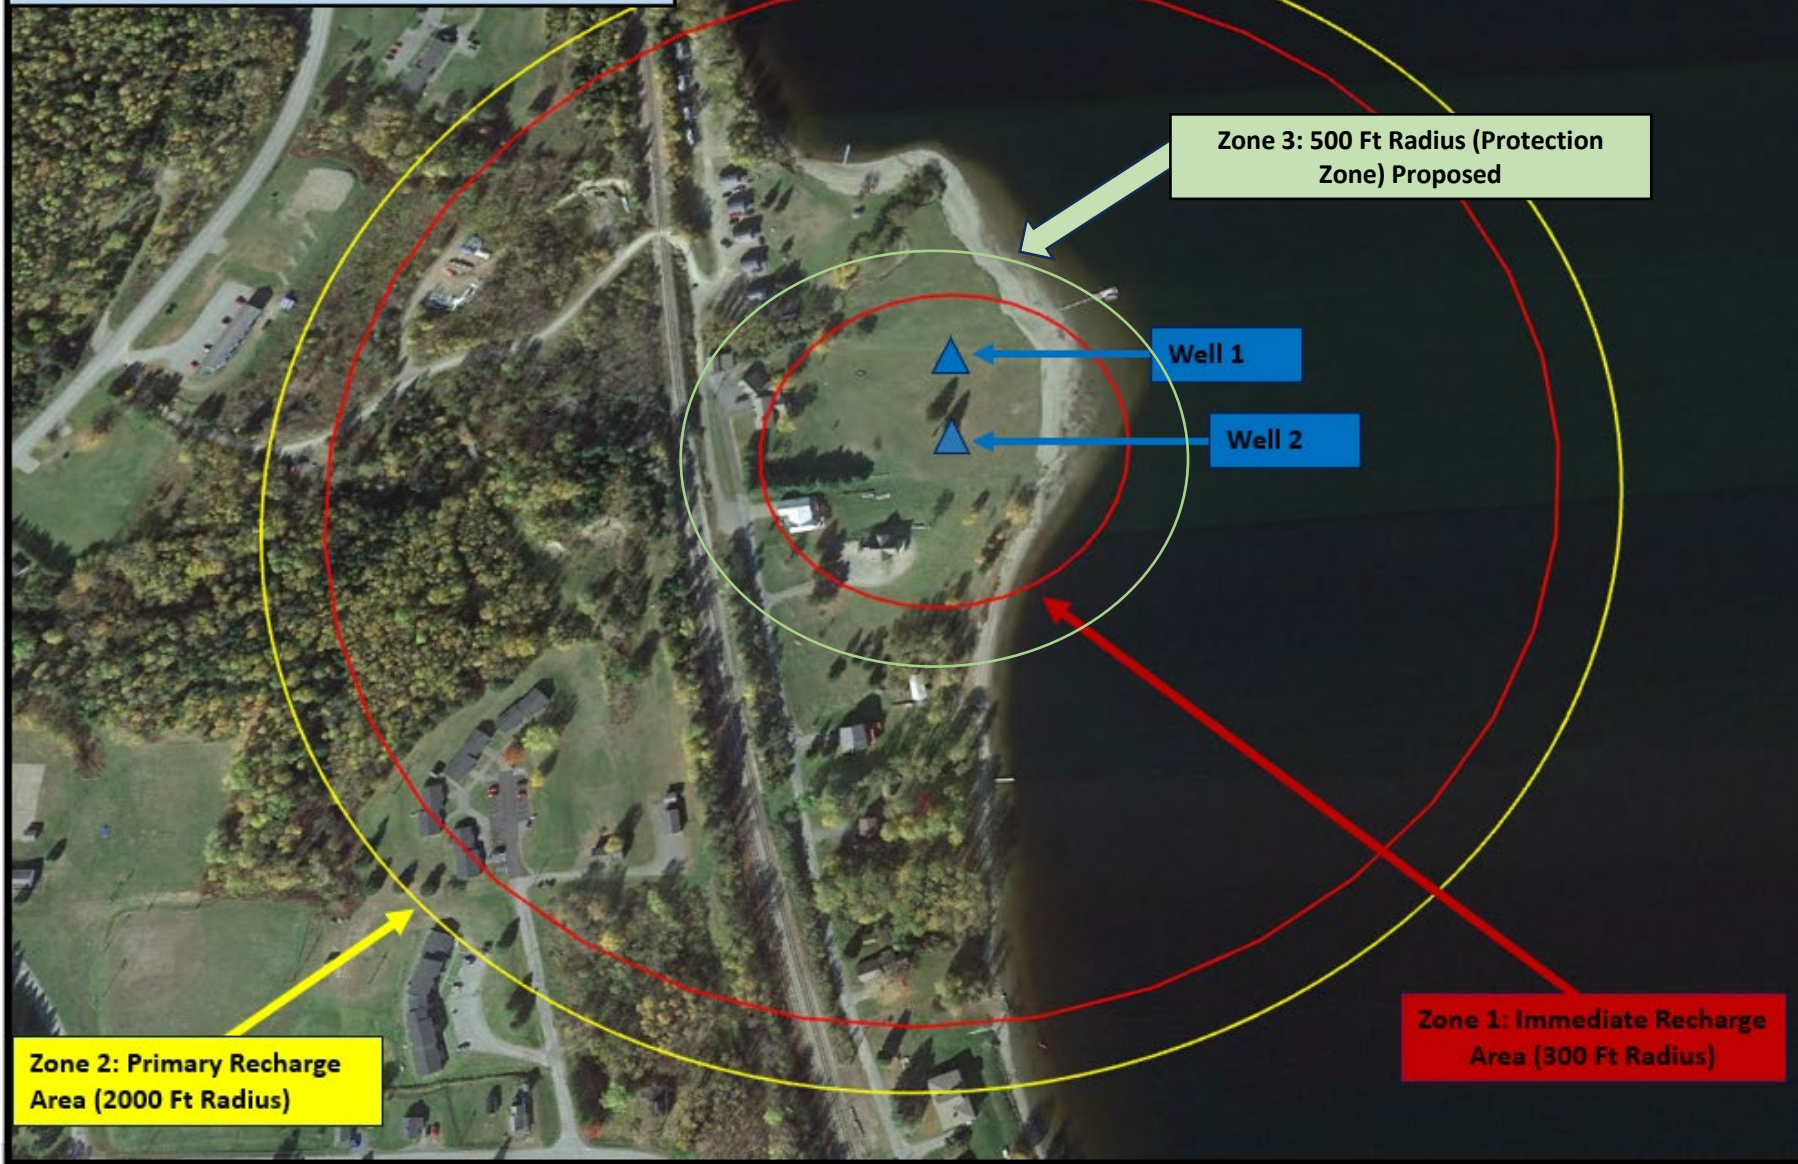 Zone 3: 500 Ft Radius (Protection
Zone) Proposed
Well 1
Well 2
Zone 1: Immediate Recharge
Area (300 Ft Radius)
Zone 2: Primary Recharge
Area (2000 Ft Radius)